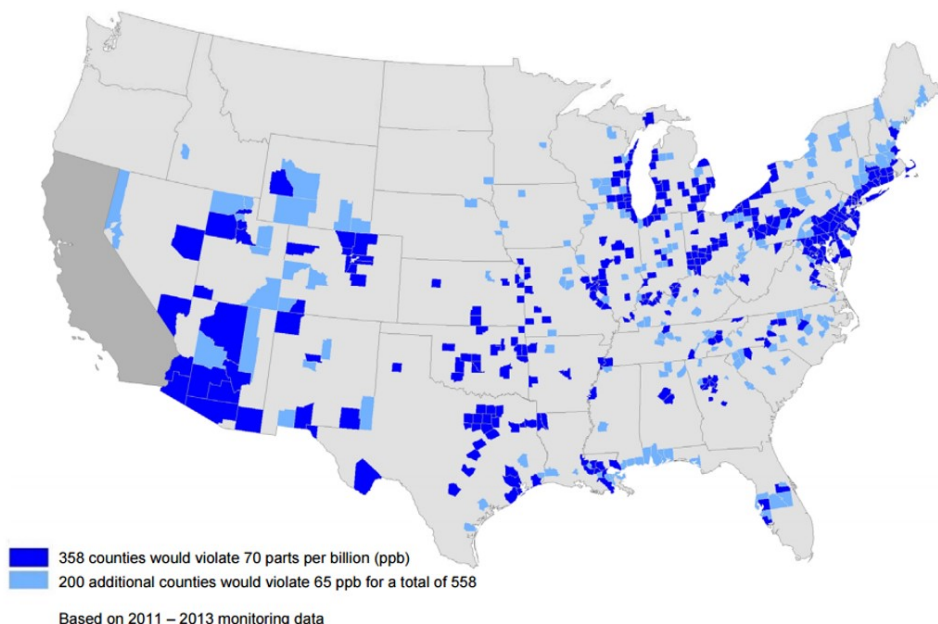 358 counties would violate 70 parts per billion (ppb)
200 additional counties would violate 65 ppb for a total of 558
Based on 2011 – 2013 monitoring data